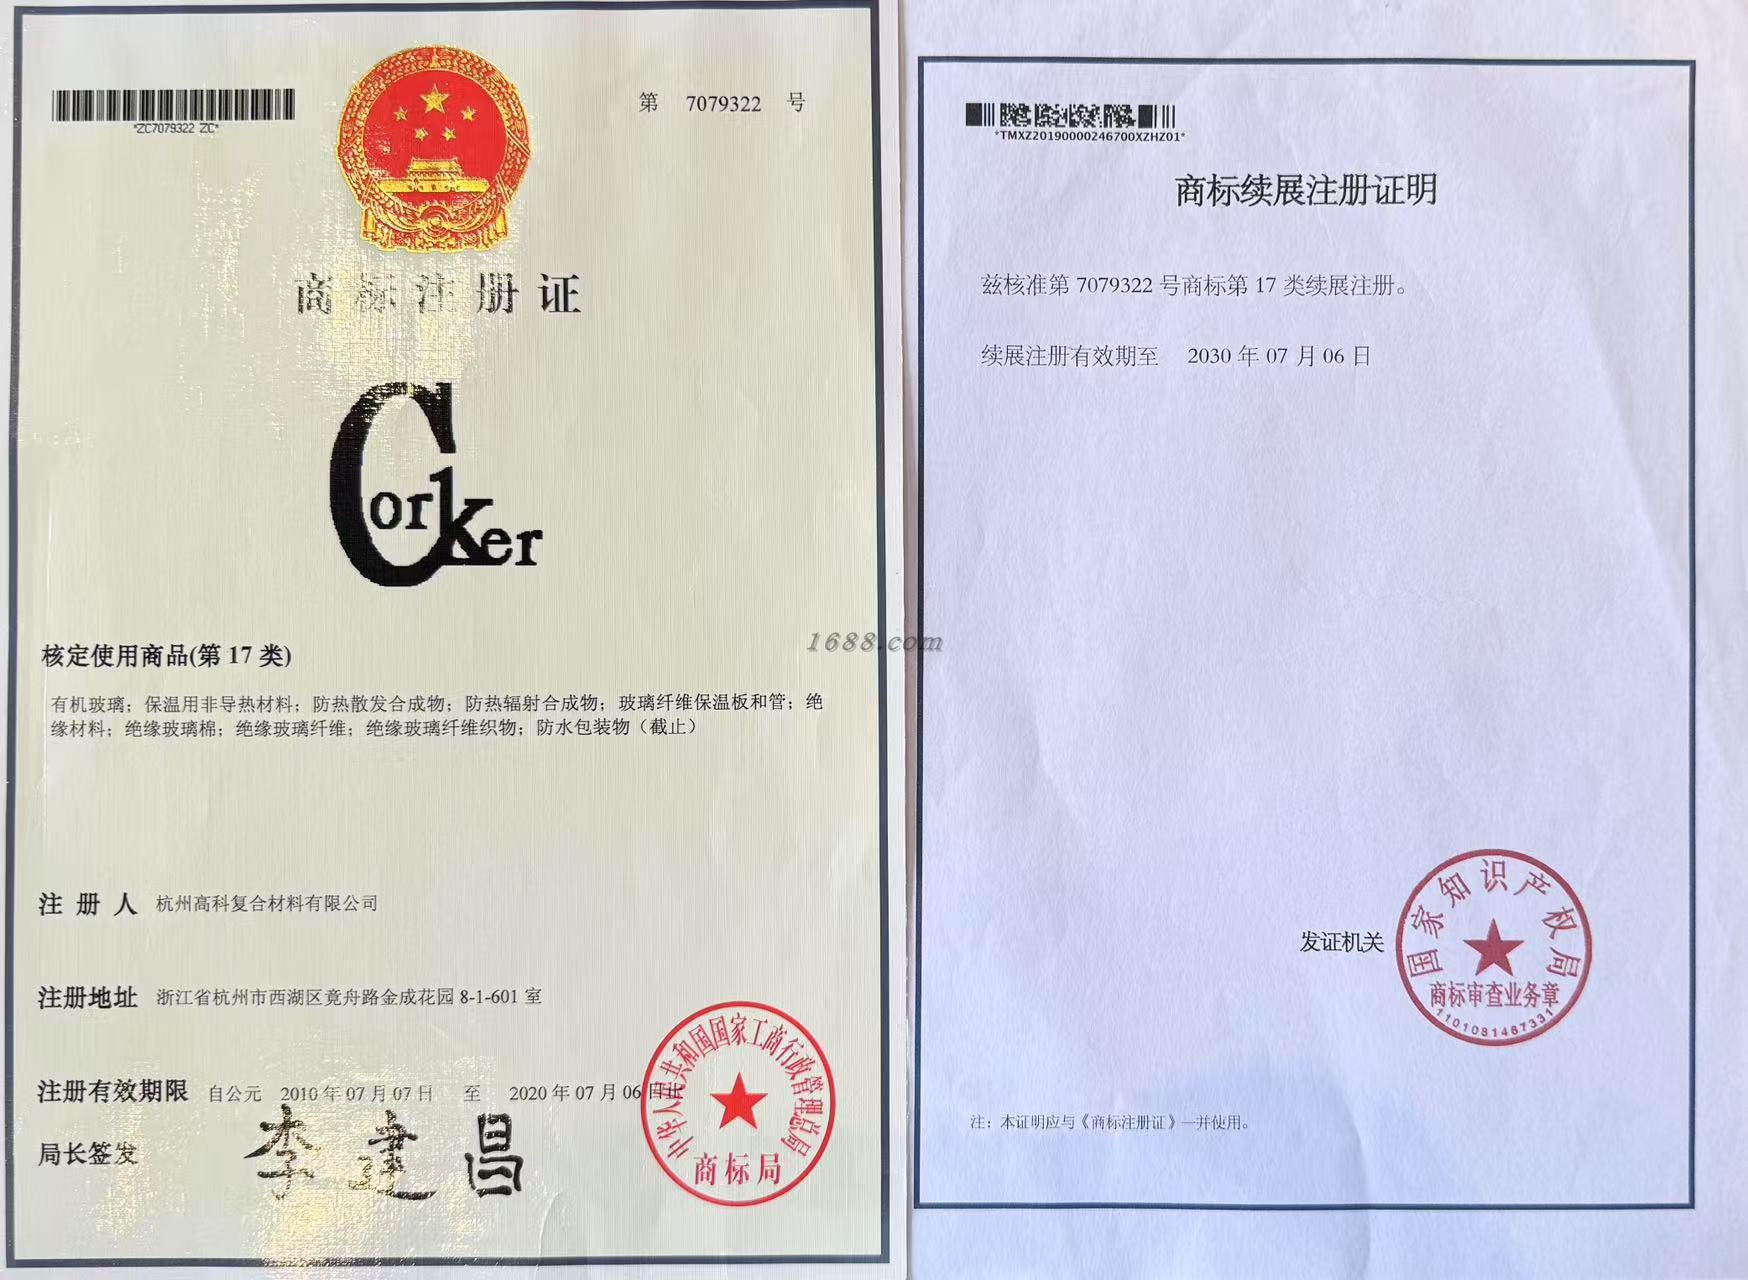 *ZC7079322 ZC*
第 7079322 号
商标注册证
Corker
核定使用商品(第 17 类)
有机玻璃；保温用非导热材料；防热散发合成物；防热辐射合成物；玻璃纤维保温板和管；绝
缘材料；绝缘玻璃棉；绝缘玻璃纤维；绝缘玻璃纤维织物；防水包装物（截止）
注 册 人 杭州高科复合材料有限公司
注册地址 浙江省杭州市西湖区竞舟路金成花园 8-1-601 室
注册有效期限 自公元 2010 年 07 月 07 日 至 2020 年 07 月 06 日止
局长签发 李建昌
中华人民共和国国家工商行政管理总局
商标局
1688.com
*TMXZ20190000246700XZHZ01*
商标续展注册证明
兹核准第 7079322 号商标第 17 类续展注册。
续展注册有效期至 2030 年 07 月 06 日
发证机关
国家知识产权局
商标审查业务章
1101081467331
注：本证明应与《商标注册证》一并使用。